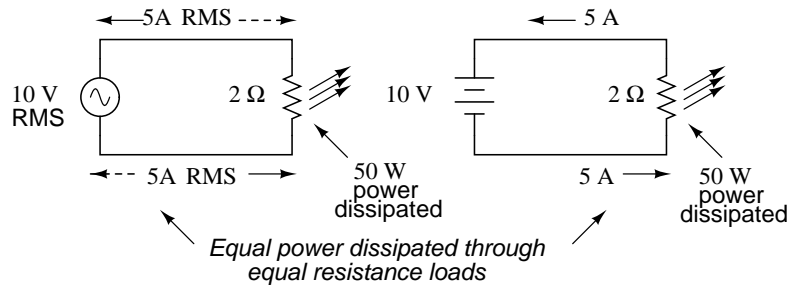 5A RMS
5 A
10 V
RMS
2 Ω
10 V
2 Ω
5A RMS
50 W
power
dissipated
5 A
50 W
power
dissipated
Equal power dissipated through
equal resistance loads